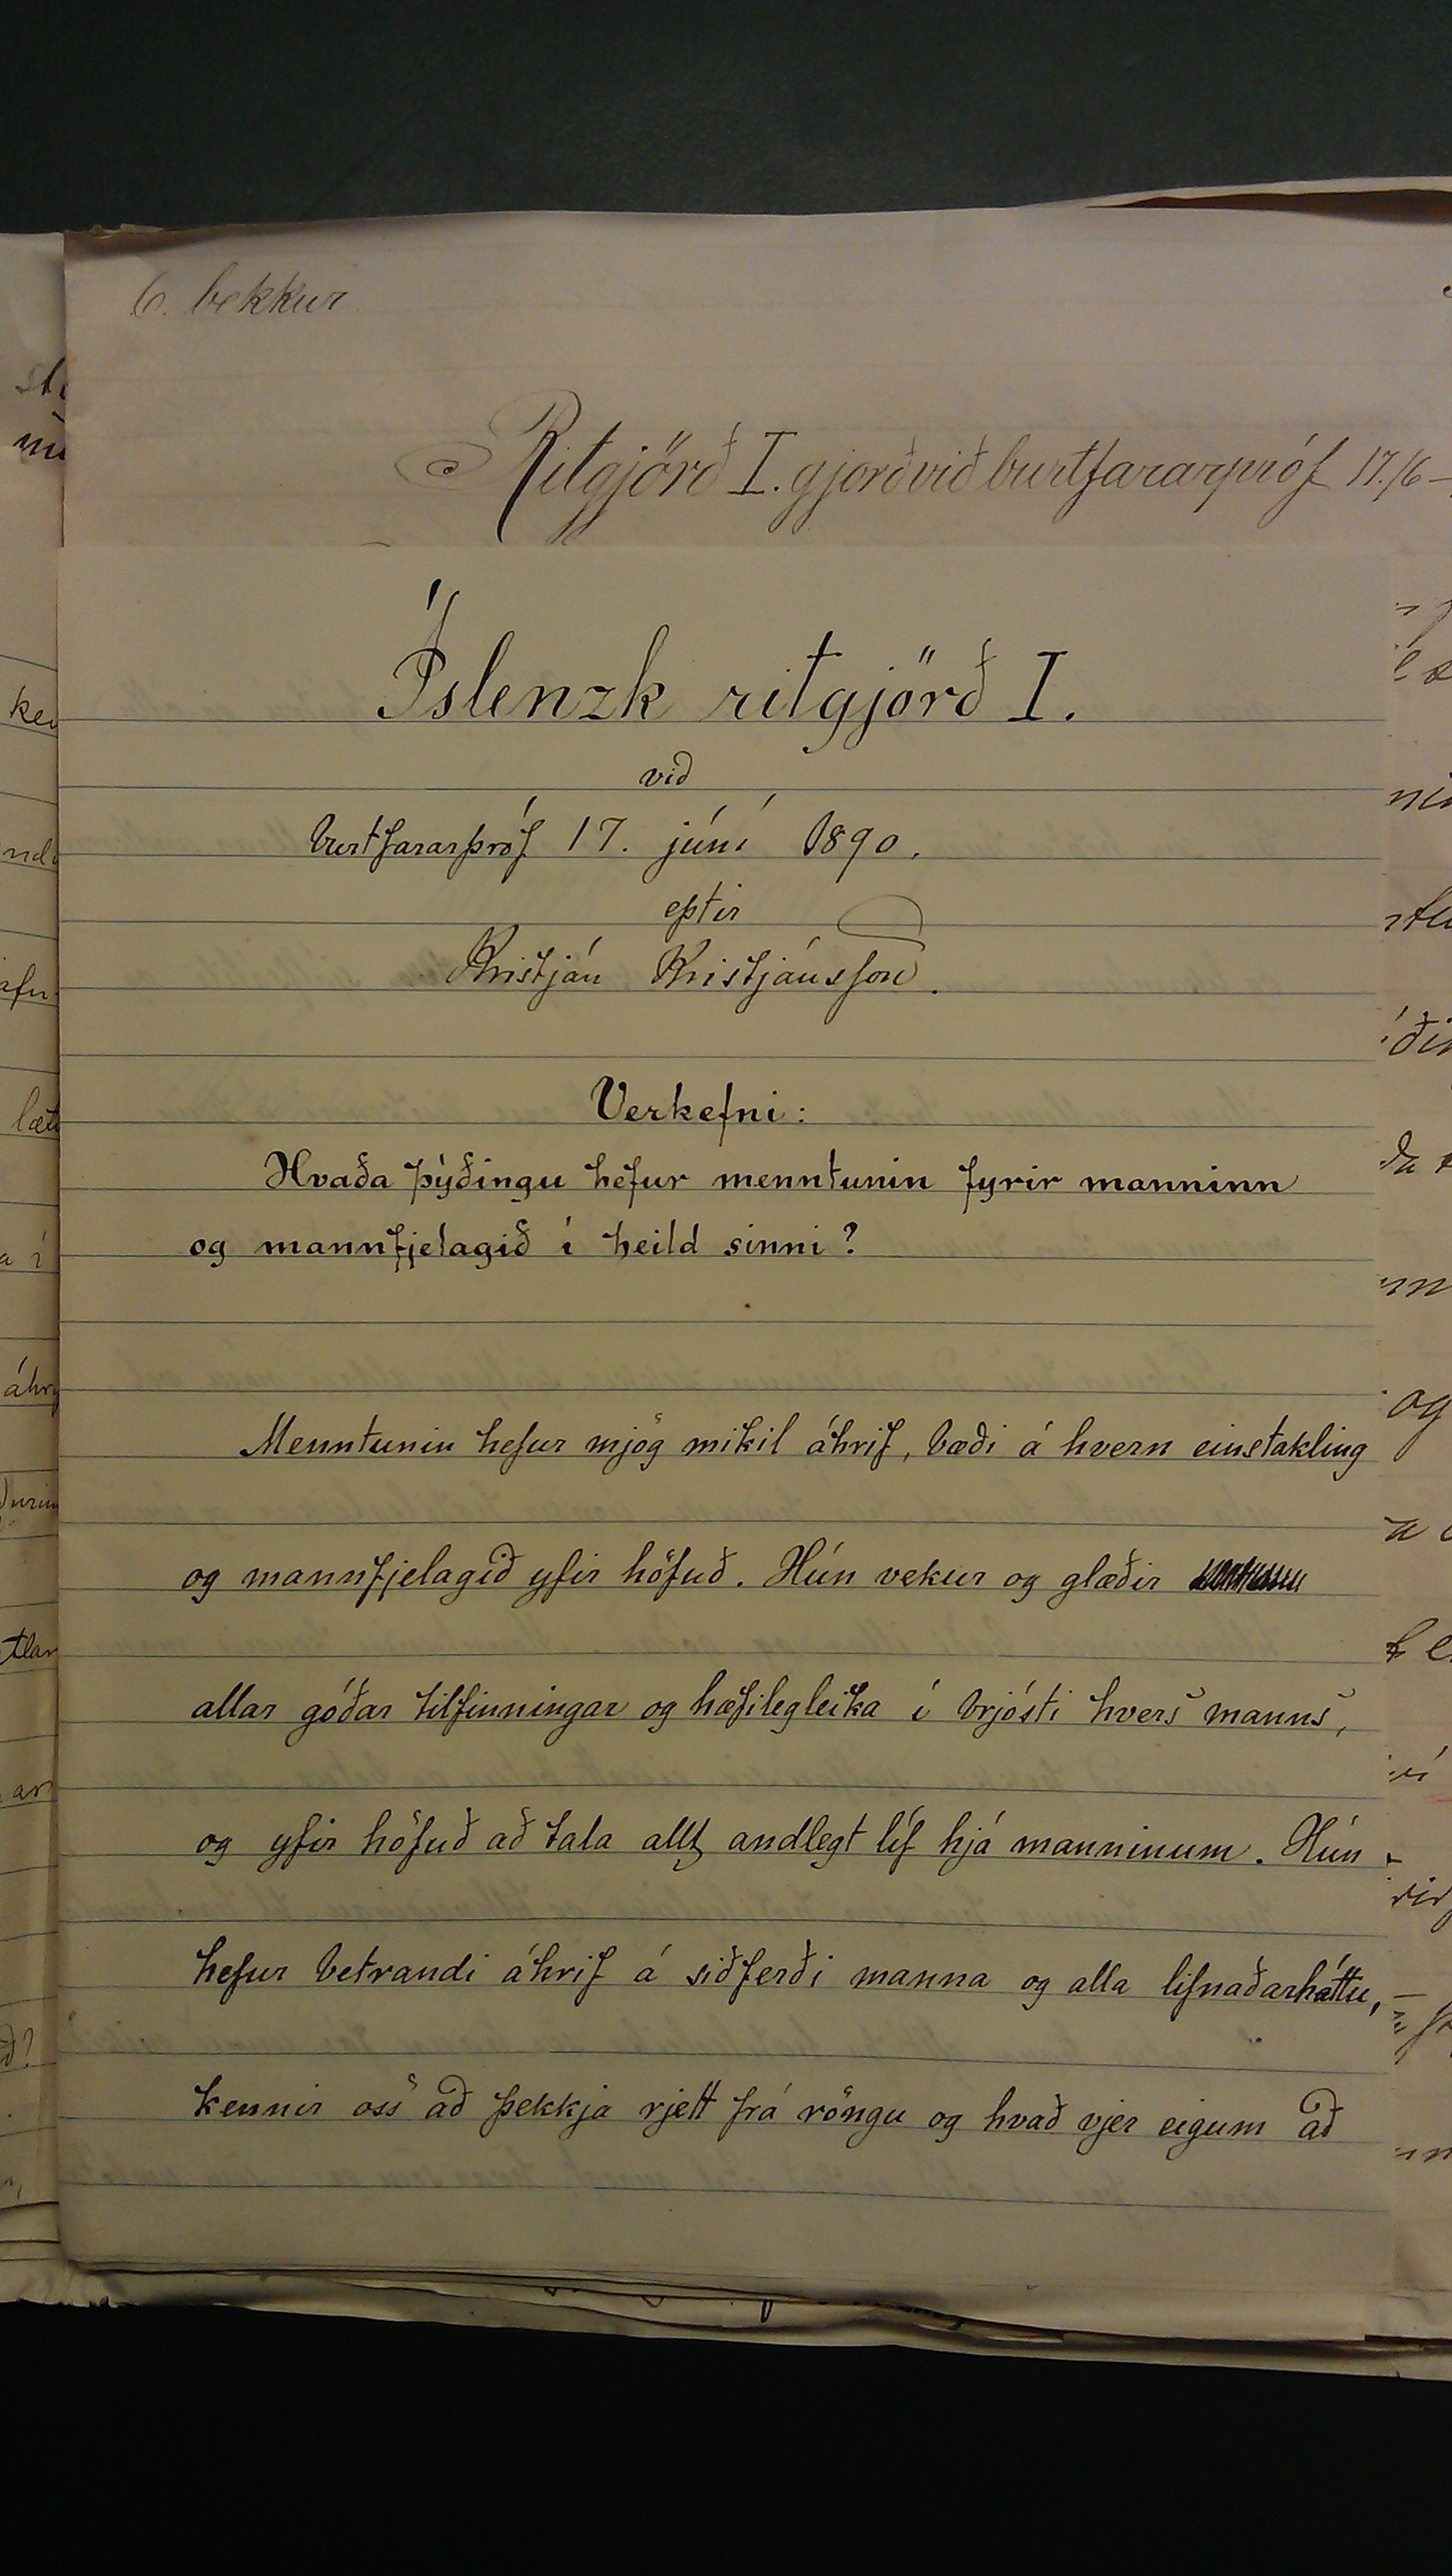 6. bekkur
Ritgjörð I. gjorð við burtfararpróf 17./6 –
Íslenzk ritgjörð I.
við
burtfararpróf 17. júní 1890.
eptir
Kristján Kristjánsson.
Verkefni:
Hvaða þýðingu hefur menntunin fyrir manninn
og mannfjelagið í heild sinni?
Menntunin hefur mjög mikil áhrif, bæði á hvern einstakling
og mannfjelagið yfir höfuð. Hún vekur og glæðir
allar góðar tilfinningar og hæfilegleika í brjósti hvers manns,
og yfir höfuð að tala allt andlegt líf hjá manninum. Hún
hefur betrandi áhrif á siðferði manna og alla lifnaðarháttu,
kennir oss að þekkja rjett frá röngu og hvað vjer eigum að